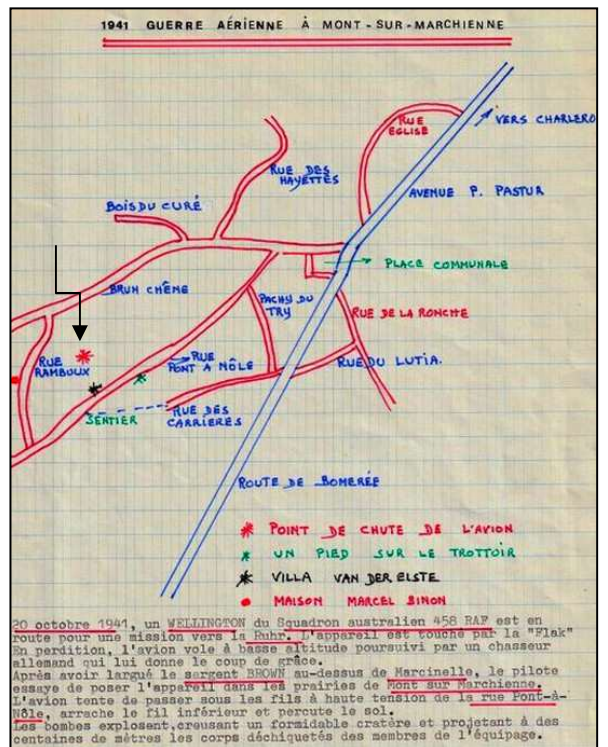 1941 GUERRE AÉRIENNE À MONT-SUR-MARCHIENNE
RUE
EGLISE
VERS CHARLERO
RUE DES
HAYETTES
AVENUE P. PASTUR
BOIS DU CURÉ
PLACE COMMUNALE
BRUN CHÊNE
PACHY DU
TRY
RUE DE LA RONCHE
RUE
RAMBOUX
RUE
PONT A NÔLE
RUE DU LUTIA.
SENTIER
RUE DES
CARRIERES
ROUTE DE BOMERÉE
POINT DE CHUTE DE L'AVION
UN PIED SUR LE TROTTOIR
VILLA VAN DER ELSTE
MAISON MARCEL SINON
20 octobre 1941, un WELLINGTON du Squadron australien 458 RAF est en
route pour une mission vers la Ruhr. L'appareil est touché par la "Flak"
En perdition, l'avion vole à basse altitude poursuivi par un chasseur
allemand qui lui donne le coup de grâce.
Après avoir largué le sergent BROWN au-dessus de Marcinelle, le pilote
essaye de poser l'appareil dans les prairies de Mont sur Marchienne.
L'avion tente de passer sous les fils à haute tension de la rue Pont-à-
Nôle, arrache le fil inférieur et percute le sol.
Les bombes explosent,creusant un formidable cratère et projetant à des
centaines de mètres les corps déchiquetés des membres de l'équipage.